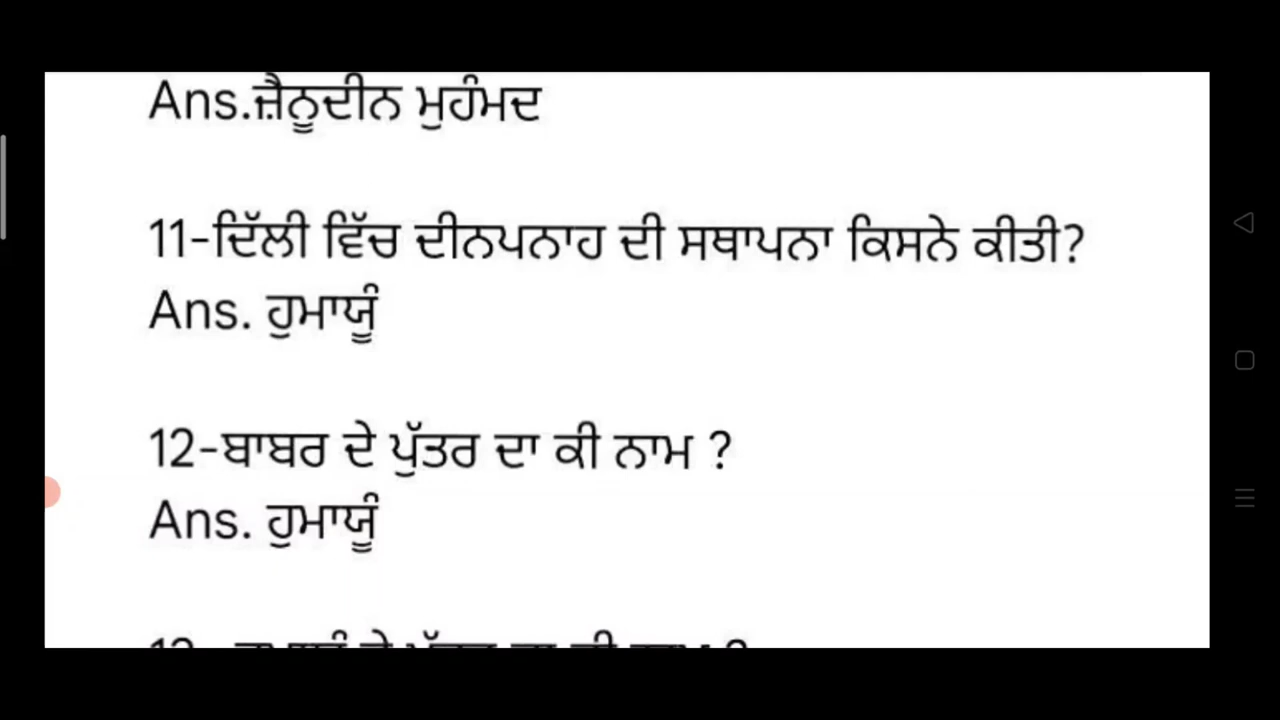 Ans.ਜ਼ੈਨੂਦੀਨ ਮੁਹੰਮਦ
11-ਦਿੱਲੀ ਵਿੱਚ ਦੀਨਪਨਾਹ ਦੀ ਸਥਾਪਨਾ ਕਿਸਨੇ ਕੀਤੀ?
Ans. ਹੁਮਾਯੂੰ
12-ਬਾਬਰ ਦੇ ਪੁੱਤਰ ਦਾ ਕੀ ਨਾਮ ?
Ans. ਹੁਮਾਯੂੰ